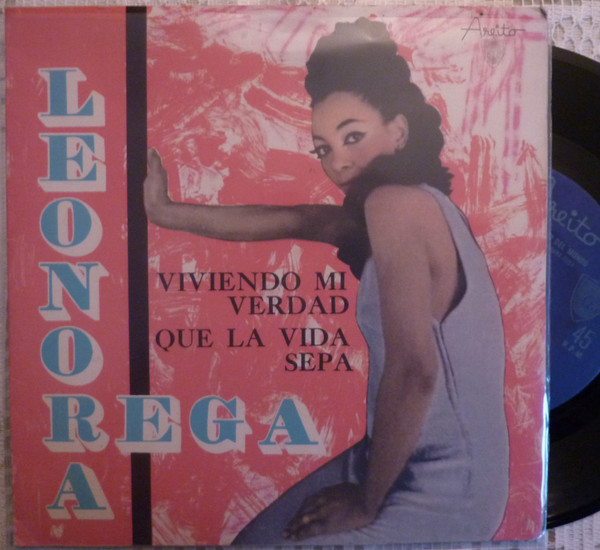 Areito
LEONORA
REGA
VIVIENDO MI
VERDAD
QUE LA VIDA
SEPA
Areito
45